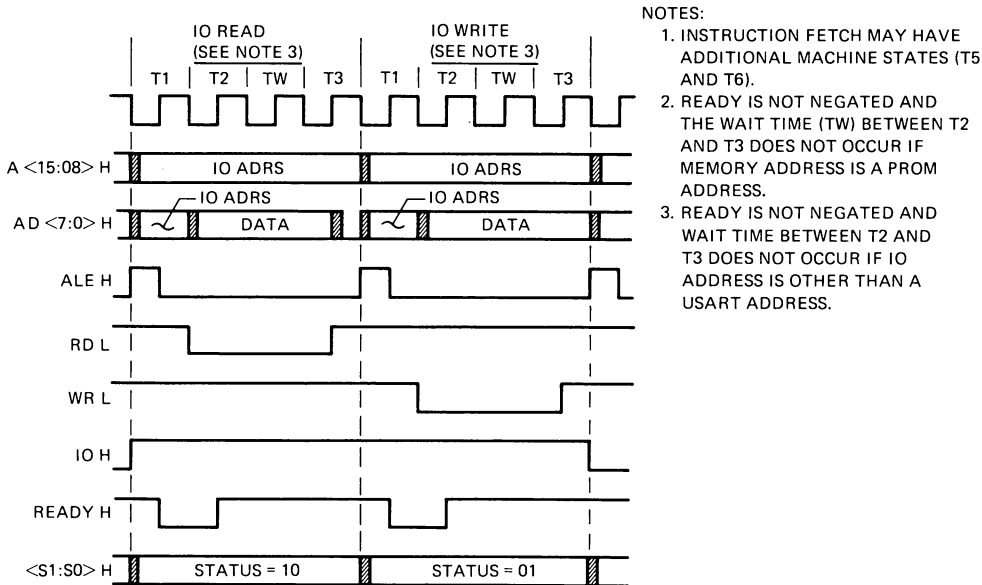 IO READ
(SEE NOTE 3)
IO WRITE
(SEE NOTE 3)
T1 T2 TW T3 T1 T2 TW T3
A <15:08> H IO ADRS IO ADRS
IO ADRS IO ADRS
AD <7:0> H DATA DATA
ALE H
RD L
WR L
IO H
READY H
<S1:S0> H STATUS = 10 STATUS = 01
NOTES:
1. INSTRUCTION FETCH MAY HAVE
ADDITIONAL MACHINE STATES (T5
AND T6).
2. READY IS NOT NEGATED AND
THE WAIT TIME (TW) BETWEEN T2
AND T3 DOES NOT OCCUR IF
MEMORY ADDRESS IS A PROM
ADDRESS.
3. READY IS NOT NEGATED AND
WAIT TIME BETWEEN T2 AND
T3 DOES NOT OCCUR IF IO
ADDRESS IS OTHER THAN A
USART ADDRESS.